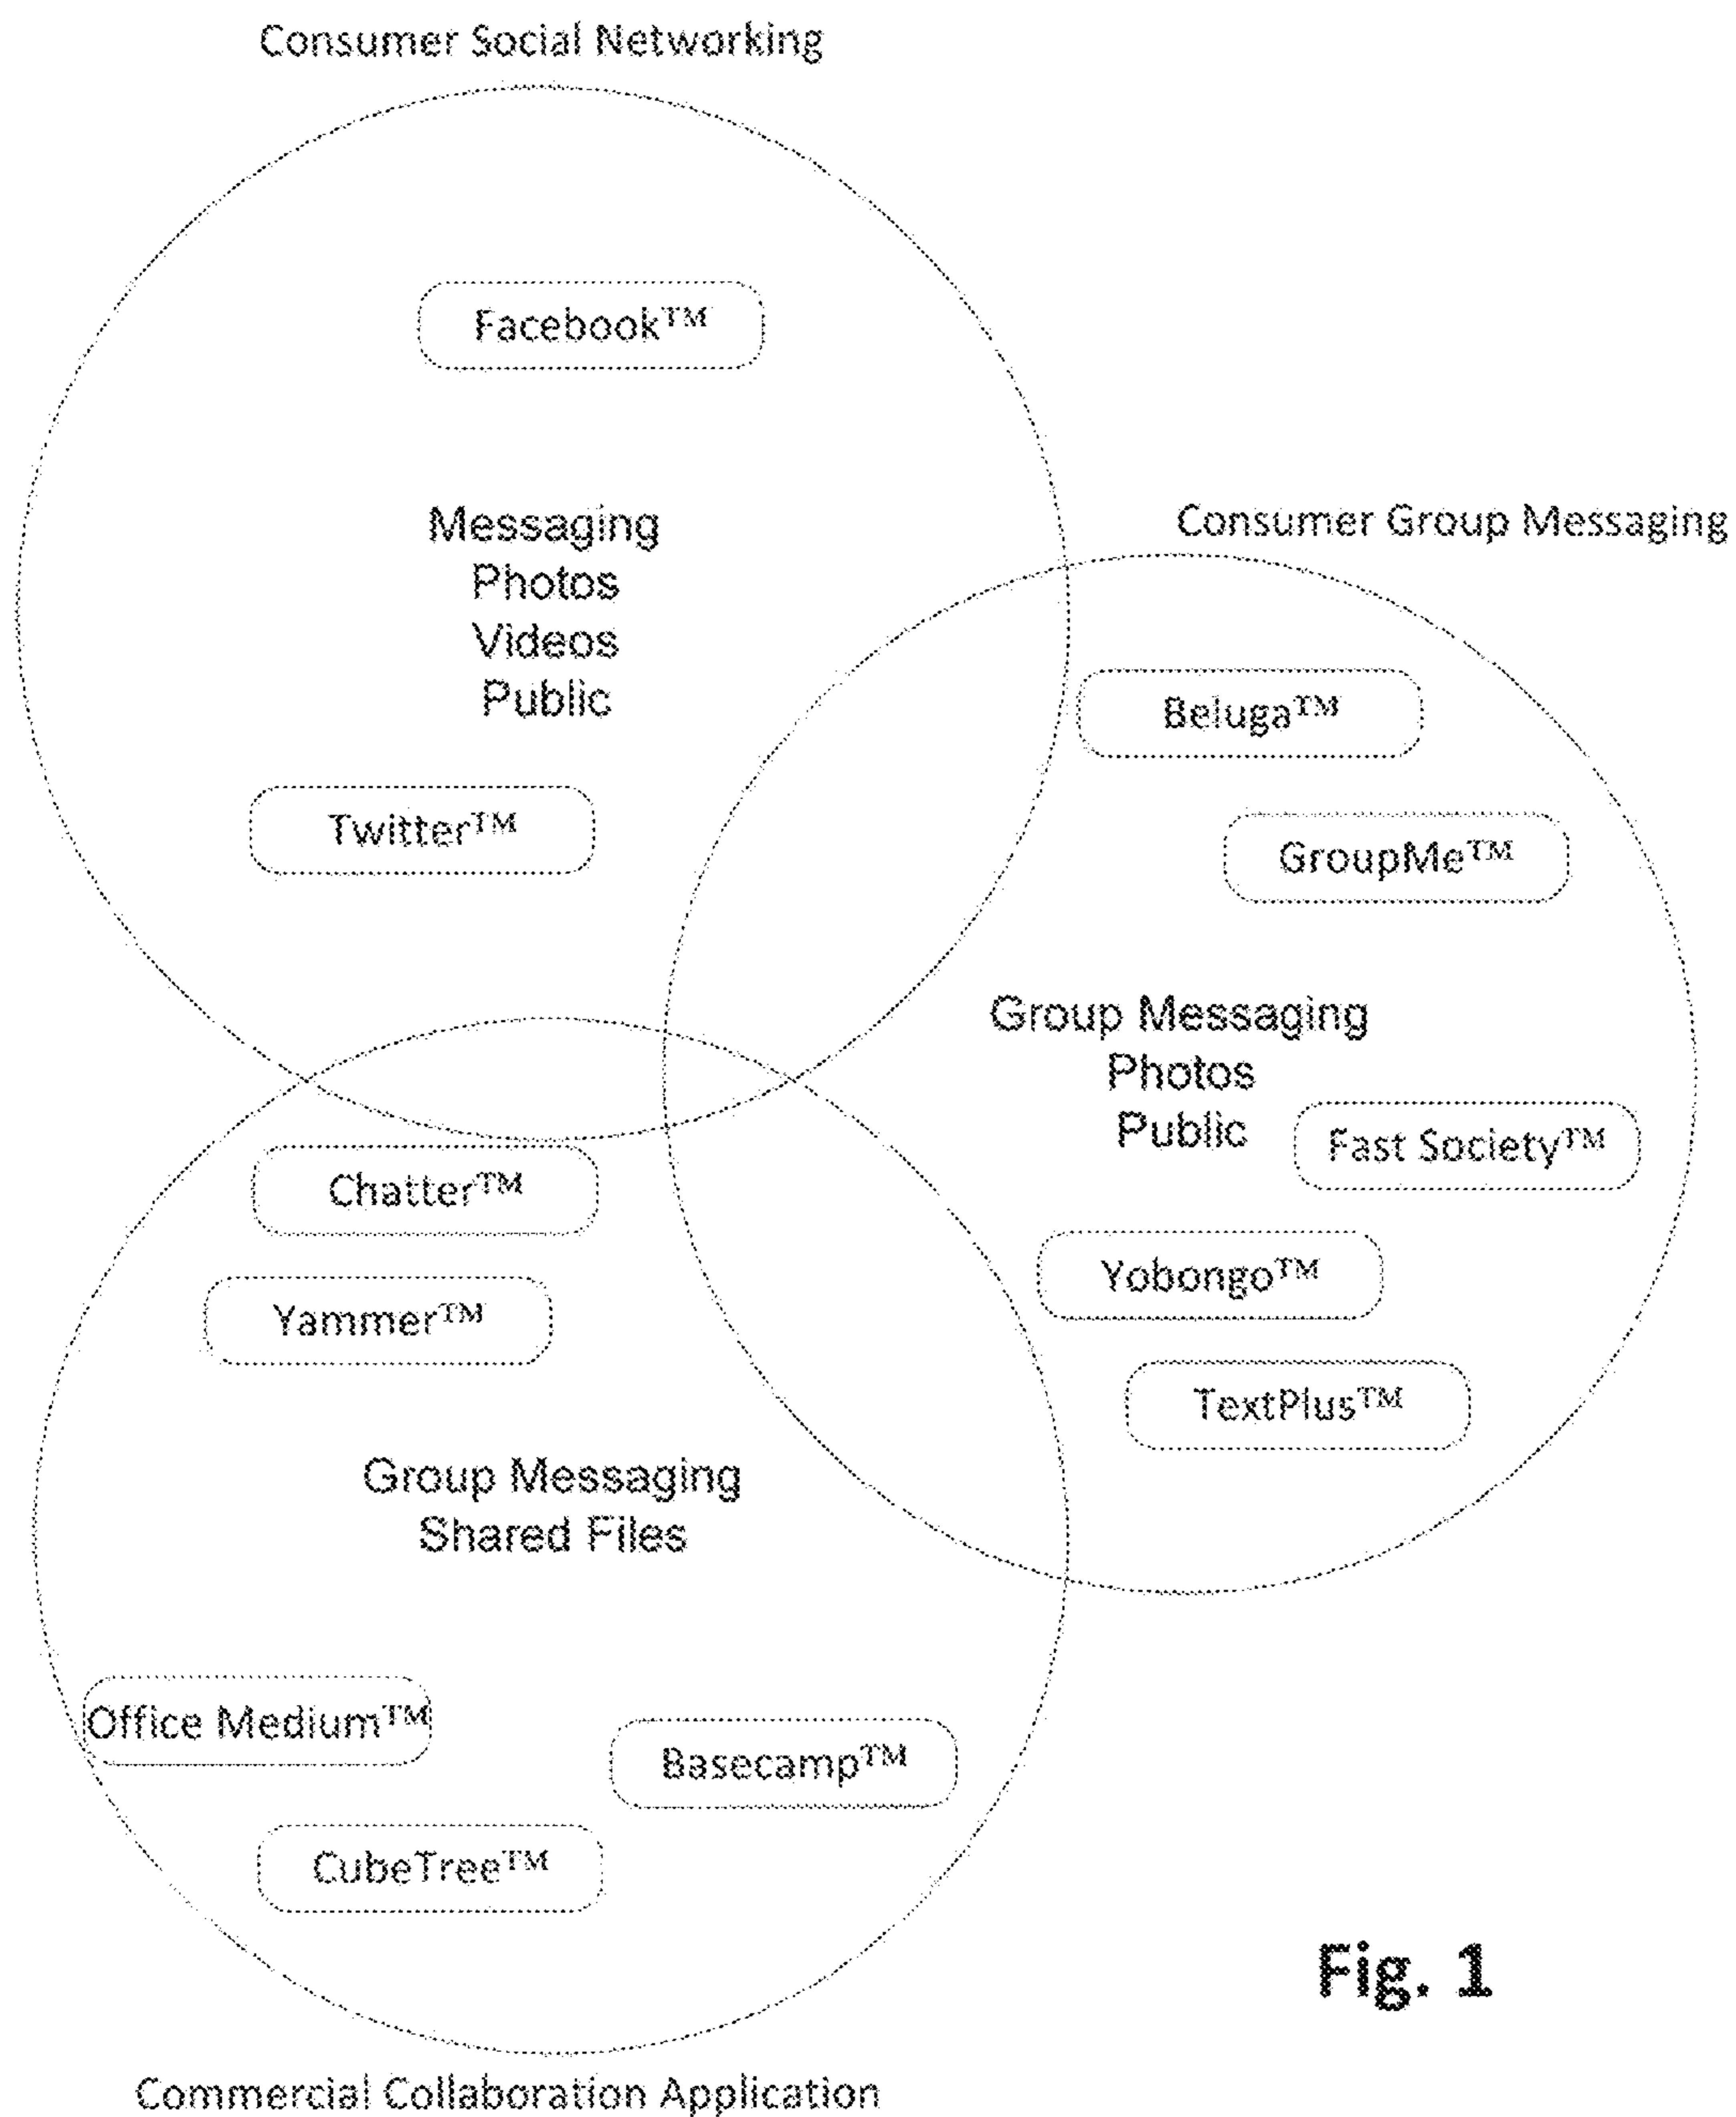 Consumer Social Networking
Facebook™
Messaging
Photos
Videos
Public
Twitter™
Consumer Group Messaging
Beluga™
GroupMe™
Group Messaging
Photos
Public
Fast Society™
Yobongo™
TextPlus™
Chatter™
Yammer™
Group Messaging
Shared Files
Office Medium™
Basecamp™
CubeTree™
Commercial Collaboration Application
Fig. 1